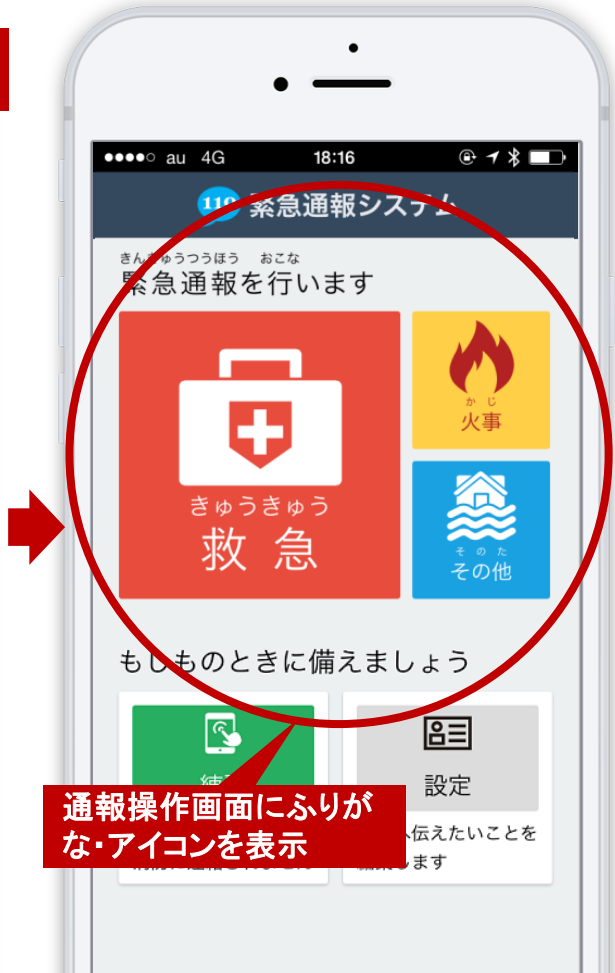 ●●●●○ au 4G 18:16
119 緊急通報システム
きんきゅうつうほう おこな
緊急通報を行います
かじ
火事
きゅうきゅう
救急
そのた
その他
もしものときに備えましょう
設定
伝えたいことを
します
通報操作画面にふりが
な・アイコンを表示